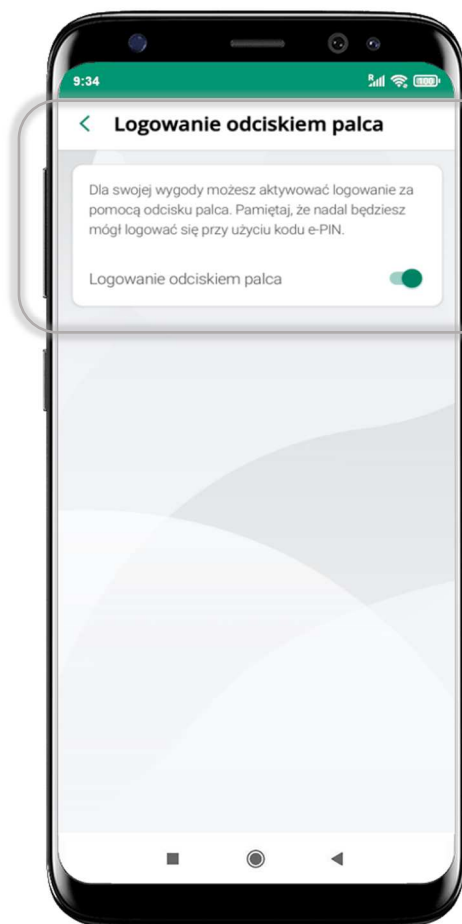 9:34
R
100
Logowanie odciskiem palca
Dla swojej wygody możesz aktywować logowanie za
pomocą odcisku palca. Pamiętaj, że nadal będziesz
mógł logować się przy użyciu kodu e-PIN.
Logowanie odciskiem palca